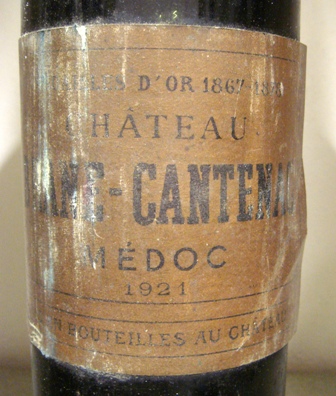 D'OR 1867
CHÂTEAU
CANTENAC
MÉDOC
1921
BOUTEILLES AU CHÂTEAU